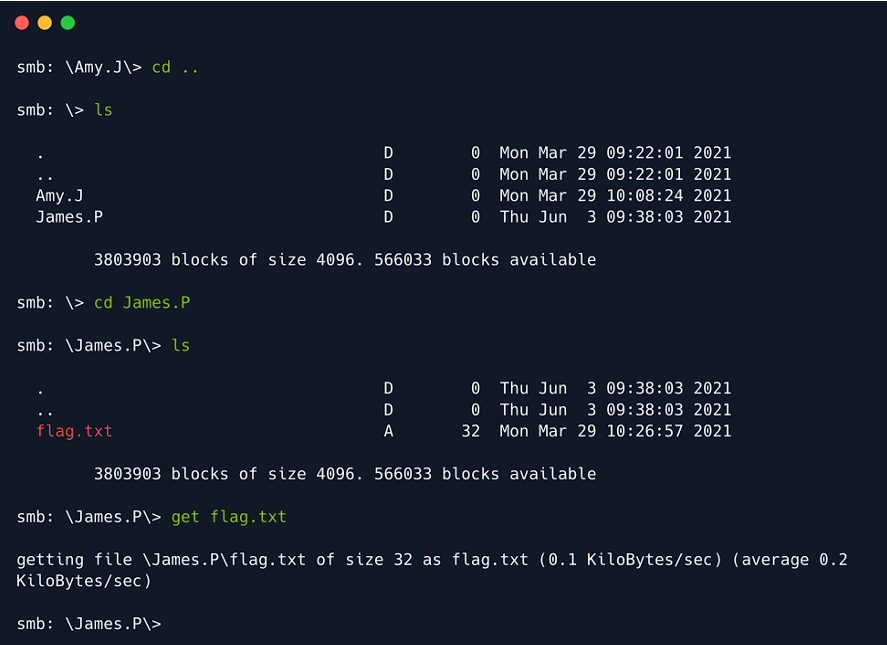 smb: \Amy.J\> cd ..
smb: \> ls
. D 0 Mon Mar 29 09:22:01 2021
.. D 0 Mon Mar 29 09:22:01 2021
Amy.J D 0 Mon Mar 29 10:08:24 2021
James.P D 0 Thu Jun 3 09:38:03 2021
3803903 blocks of size 4096. 566033 blocks available
smb: \> cd James.P
smb: \James.P\> ls
. D 0 Thu Jun 3 09:38:03 2021
.. D 0 Thu Jun 3 09:38:03 2021
flag.txt A 32 Mon Mar 29 10:26:57 2021
3803903 blocks of size 4096. 566033 blocks available
smb: \James.P\> get flag.txt
getting file \James.P\flag.txt of size 32 as flag.txt (0.1 KiloBytes/sec) (average 0.2
KiloBytes/sec)
smb: \James.P\>